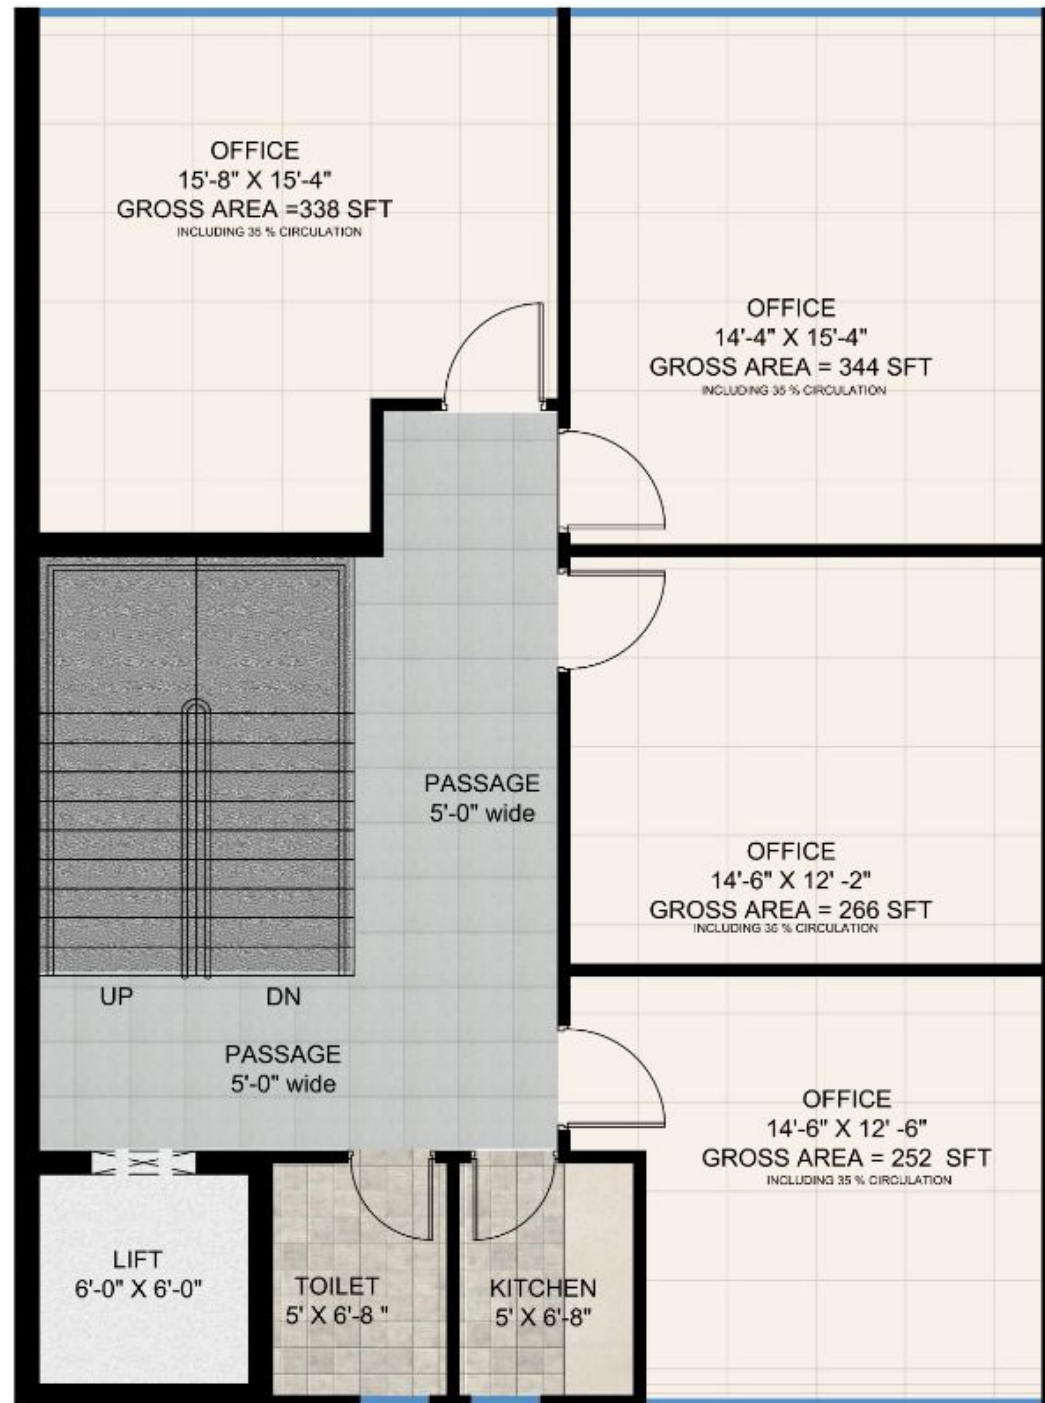 OFFICE
15'-8" X 15'-4"
GROSS AREA =338 SFT
INCLUDING 35 % CIRCULATION
OFFICE
14'-4" X 15'-4"
GROSS AREA = 344 SFT
INCLUDING 35 % CIRCULATION
PASSAGE
5'-0" wide
OFFICE
14'-6" X 12' -2"
GROSS AREA = 266 SFT
INCLUDING 35 % CIRCULATION
UP
DN
PASSAGE
5'-0" wide
OFFICE
14'-6" X 12' -6"
GROSS AREA = 252 SFT
INCLUDING 35 % CIRCULATION
LIFT
6'-0" X 6'-0"
TOILET
5' X 6'-8 "
KITCHEN
5' X 6'-8"